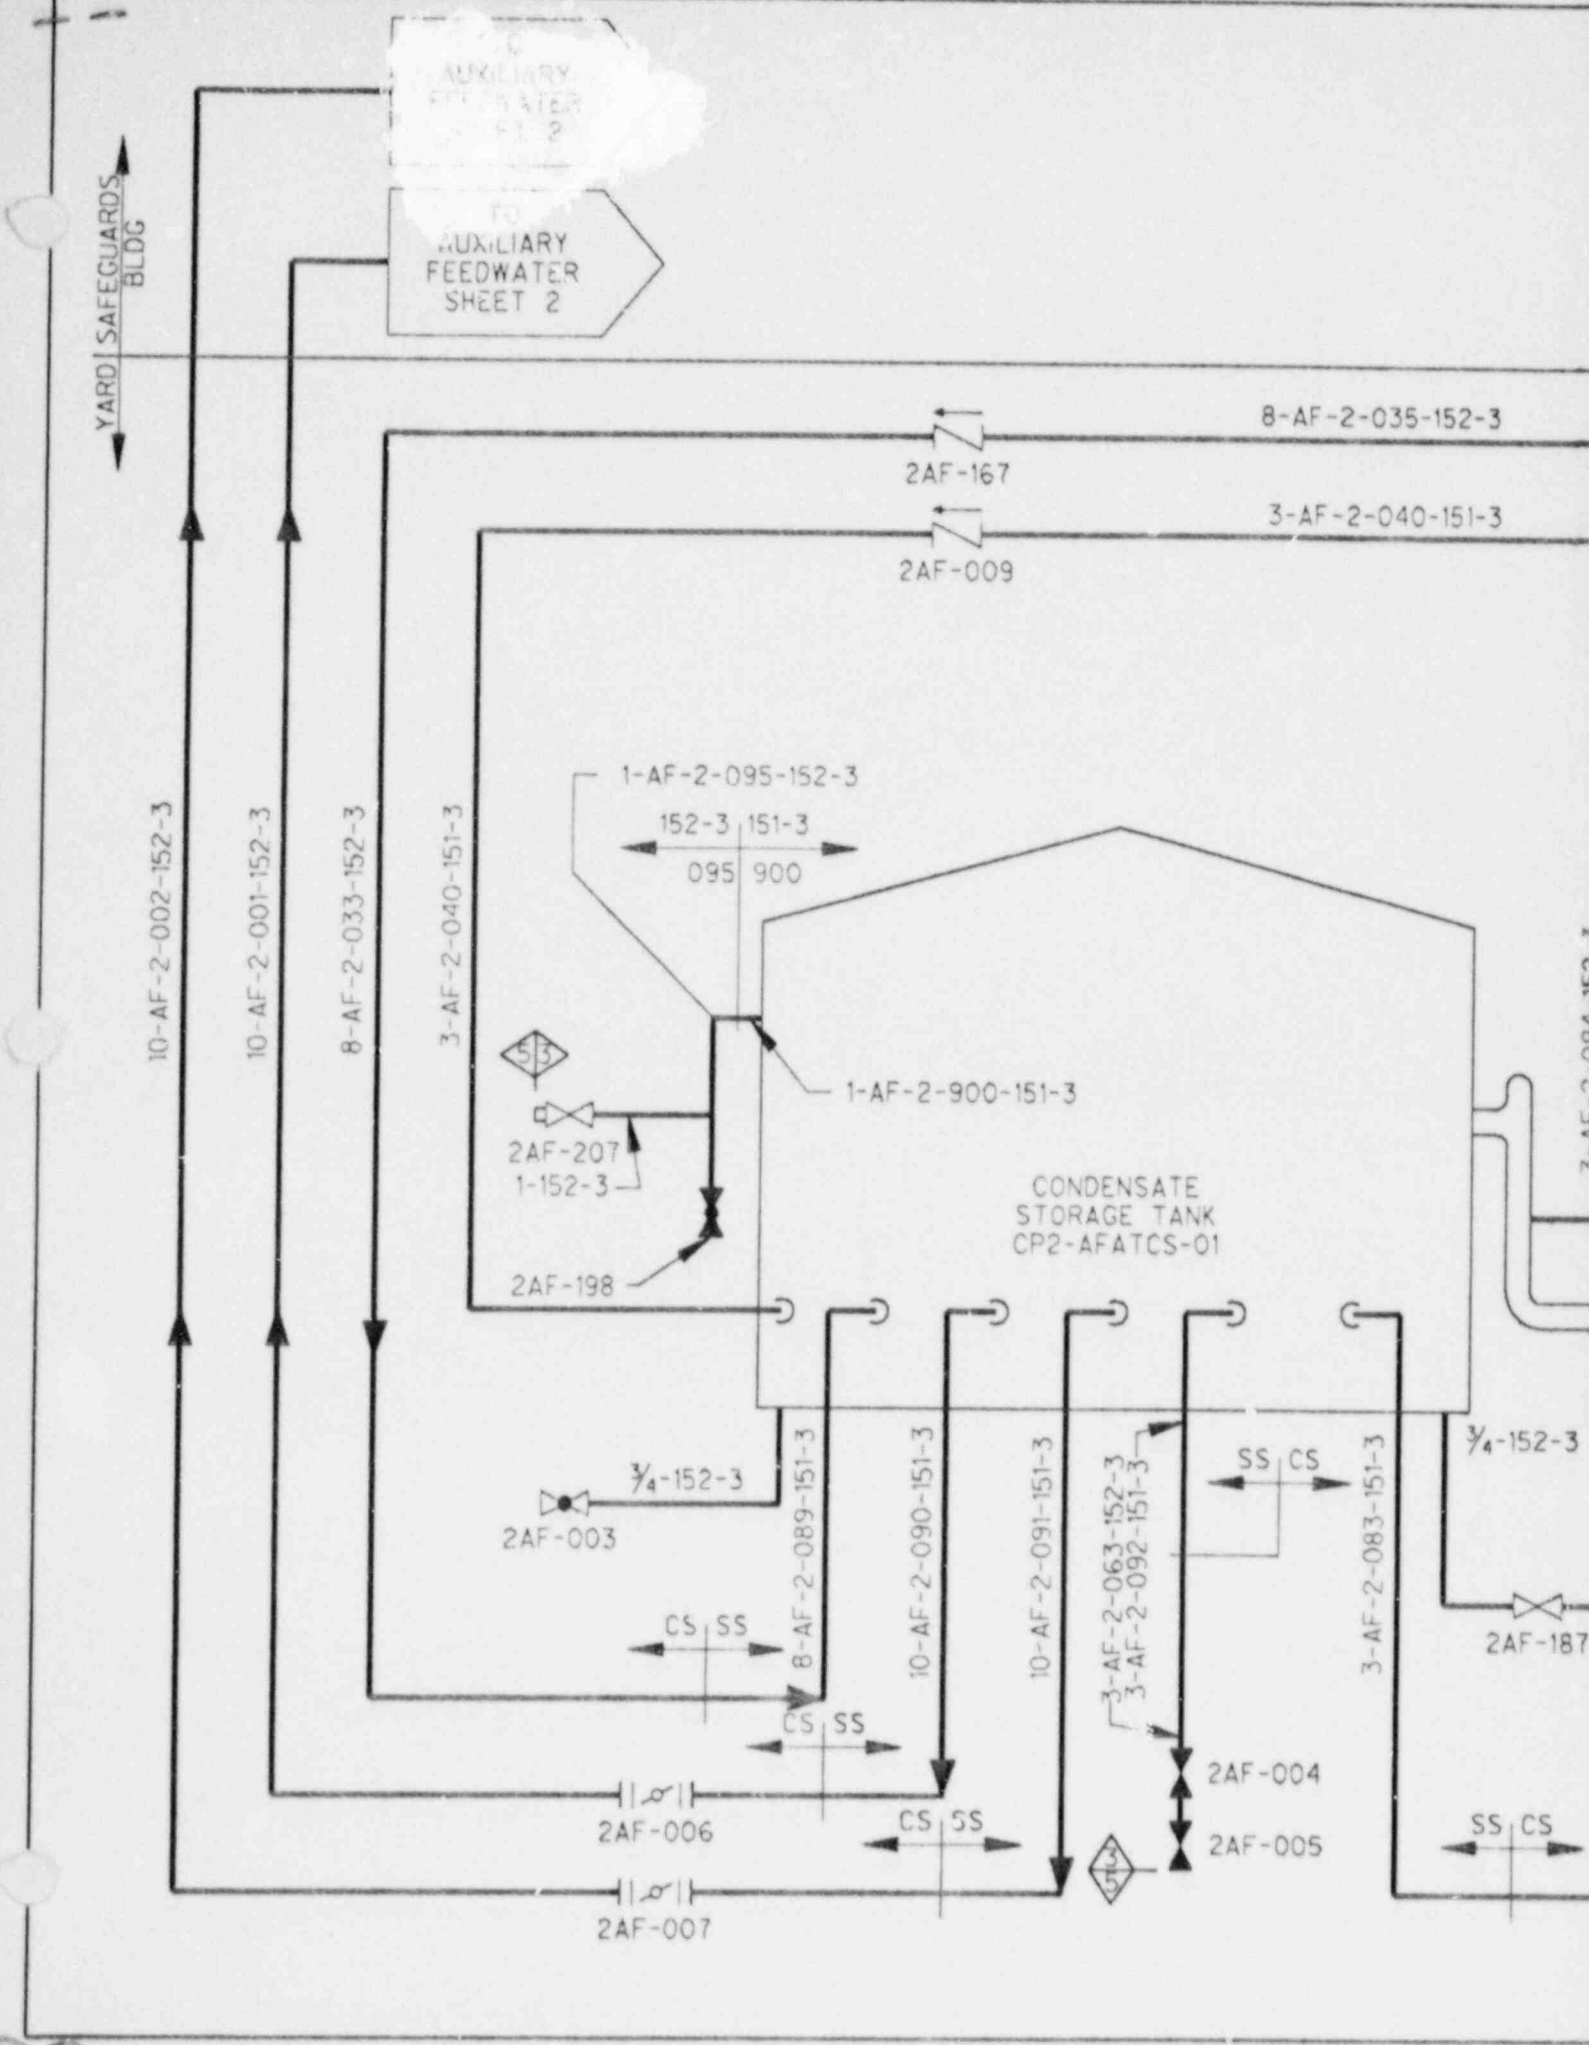 AUXILIARY
FEEDWATER
TO
AUXILIARY
FEEDWATER
SHEET 2
YARD SAFEGUARDS
BLDG
8-AF-2-035-152-3
2AF-167
3-AF-2-040-151-3
2AF-009
1-AF-2-095-152-3
152-3 151-3
095 900
10-AF-2-002-152-3
10-AF-2-001-152-3
8-AF-2-033-152-3
3-AF-2-040-151-3
53
1-AF-2-900-151-3
2AF-207
1-152-3
2AF-198
CONDENSATE
STORAGE TANK
CP2-AFATCS-01
3/4-152-3
2AF-003
8-AF-2-089-151-3
10-AF-2-090-151-3
10-AF-2-091-151-3
3-AF-2-063-152-3
3-AF-2-092-151-3
SS CS
3-AF-2-083-151-3
3/4-152-3
2AF-187
CS SS
CS SS
2AF-006
CS SS
2AF-007
2AF-004
2AF-005
SS CS